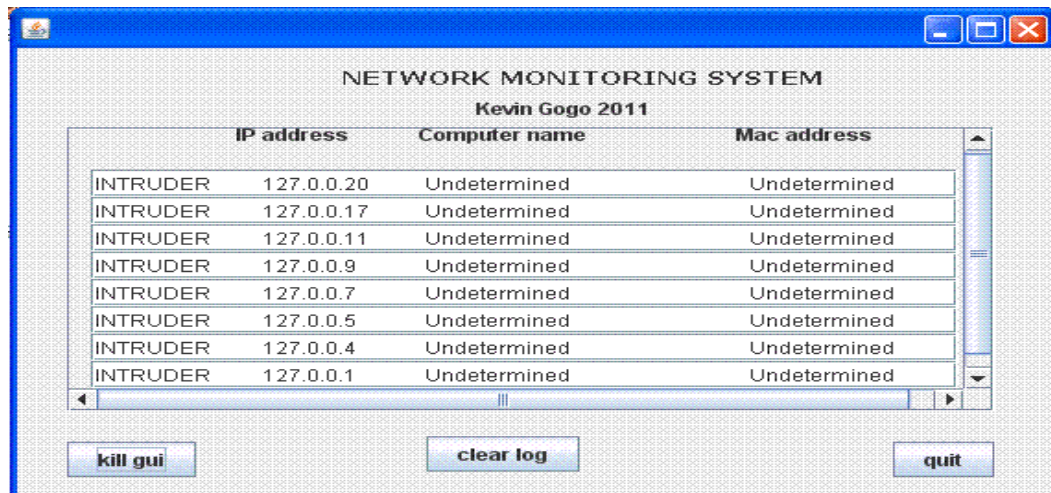 NETWORK MONITORING SYSTEM
Kevin Gogo 2011
IP address Computer name Mac address
INTRUDER 127.0.0.20 Undetermined Undetermined
INTRUDER 127.0.0.17 Undetermined Undetermined
INTRUDER 127.0.0.11 Undetermined Undetermined
INTRUDER 127.0.0.9 Undetermined Undetermined
INTRUDER 127.0.0.7 Undetermined Undetermined
INTRUDER 127.0.0.5 Undetermined Undetermined
INTRUDER 127.0.0.4 Undetermined Undetermined
INTRUDER 127.0.0.1 Undetermined Undetermined
kill gui clear log quit